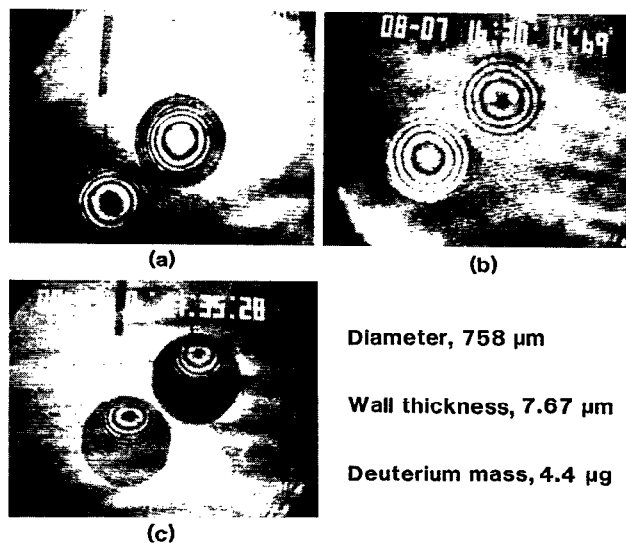 08-07 16:30:14:69
(a)
(b)
:35:28
Diameter, 758 µm
Wall thickness, 7.67 µm
Deuterium mass, 4.4 µg
(c)